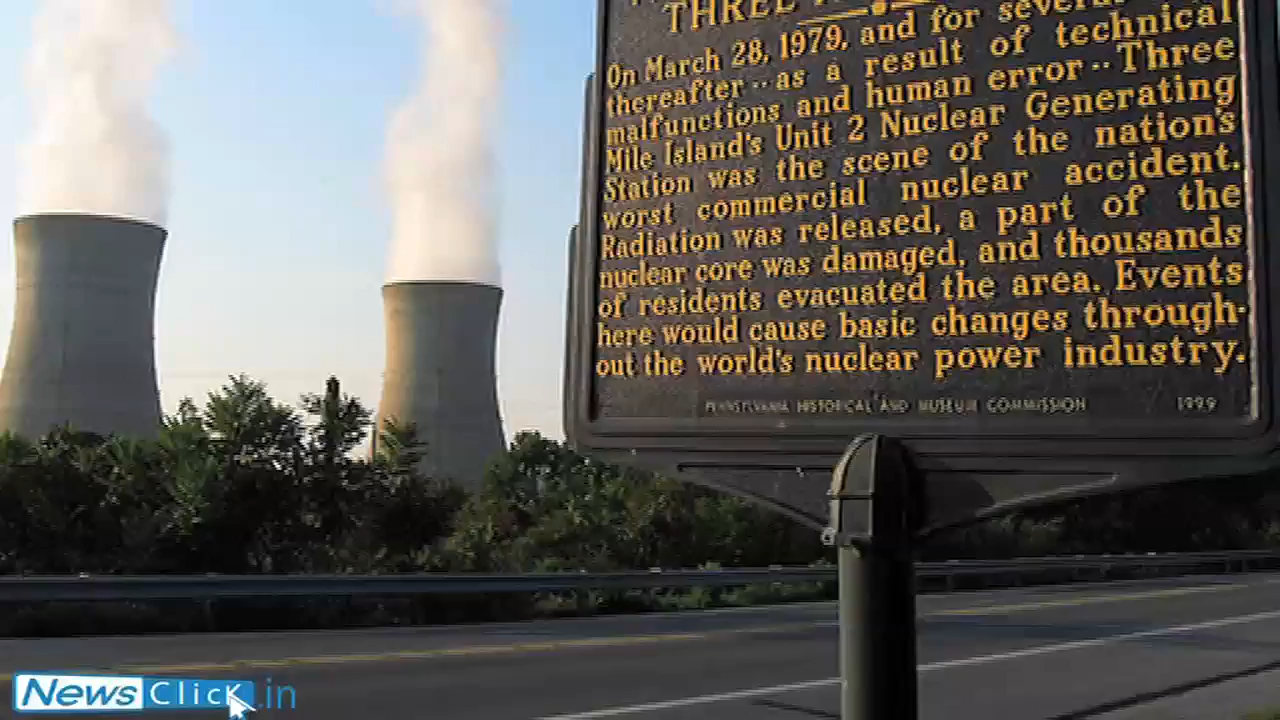 THREE
On March 28, 1979, and for
thereafter -- as a result of technical
malfunctions and human error -- Three
Mile Island's Unit 2 Nuclear Generating
Station was the scene of the nation's
worst commercial nuclear accident.
Radiation was released, a part of the
nuclear core was damaged, and thousands
of residents evacuated the area. Events
here would cause basic changes through-
out the world's nuclear power industry.
PENNSYLVANIA HISTORICAL AND MUSEUM COMMISSION 1999
NewsClick.in